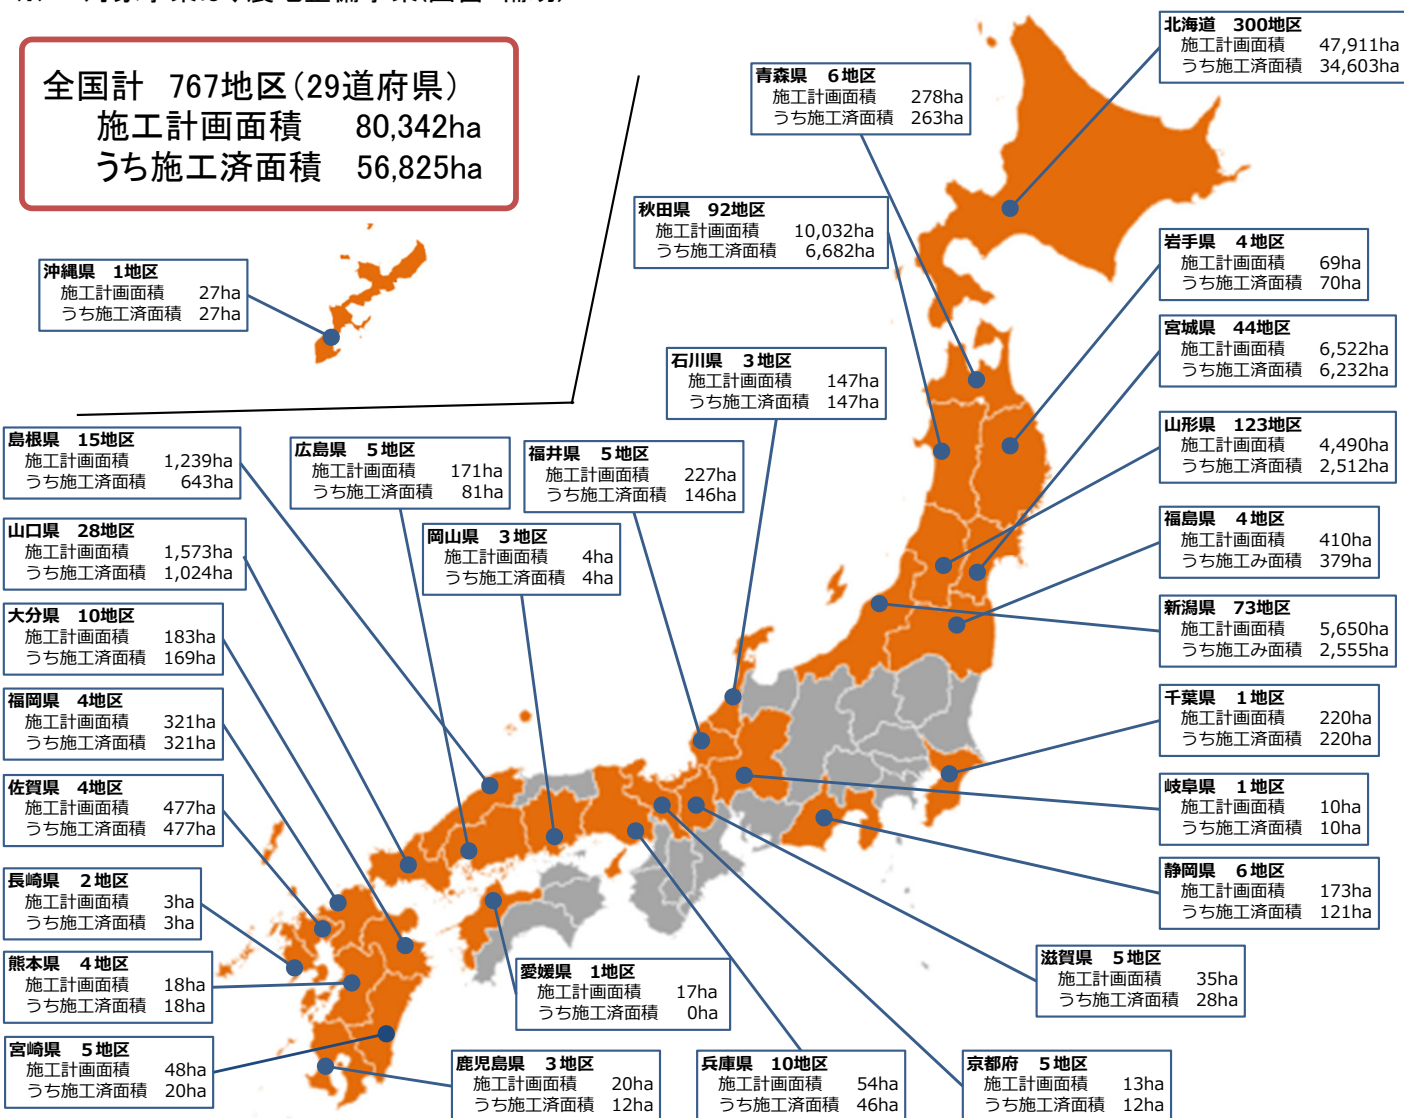 全国計 767地区(29道府県)
施工計画面積 80,342ha
うち施工済面積 56,825ha
北海道 300地区
施工計画面積 47,911ha
うち施工済面積 34,603ha
青森県 6地区
施工計画面積 278ha
うち施工済面積 263ha
秋田県 92地区
施工計画面積 10,032ha
うち施工済面積 6,682ha
岩手県 4地区
施工計画面積 69ha
うち施工済面積 70ha
沖縄県 1地区
施工計画面積 27ha
うち施工済面積 27ha
宮城県 44地区
施工計画面積 6,522ha
うち施工済面積 6,232ha
石川県 3地区
施工計画面積 147ha
うち施工済面積 147ha
山形県 123地区
施工計画面積 4,490ha
うち施工済面積 2,512ha
島根県 15地区
施工計画面積 1,239ha
うち施工済面積 643ha
広島県 5地区
施工計画面積 171ha
うち施工済面積 81ha
福井県 5地区
施工計画面積 227ha
うち施工済面積 146ha
福島県 4地区
施工計画面積 410ha
うち施工み面積 379ha
山口県 28地区
施工計画面積 1,573ha
うち施工済面積 1,024ha
岡山県 3地区
施工計画面積 4ha
うち施工済面積 4ha
新潟県 73地区
施工計画面積 5,650ha
うち施工み面積 2,555ha
大分県 10地区
施工計画面積 183ha
うち施工済面積 169ha
千葉県 1地区
施工計画面積 220ha
うち施工済面積 220ha
福岡県 4地区
施工計画面積 321ha
うち施工済面積 321ha
岐阜県 1地区
施工計画面積 10ha
うち施工済面積 10ha
佐賀県 4地区
施工計画面積 477ha
うち施工済面積 477ha
静岡県 6地区
施工計画面積 173ha
うち施工済面積 121ha
長崎県 2地区
施工計画面積 3ha
うち施工済面積 3ha
滋賀県 5地区
施工計画面積 35ha
うち施工済面積 28ha
熊本県 4地区
施工計画面積 18ha
うち施工済面積 18ha
愛媛県 1地区
施工計画面積 17ha
うち施工済面積 0ha
宮崎県 5地区
施工計画面積 48ha
うち施工済面積 20ha
鹿児島県 3地区
施工計画面積 20ha
うち施工済面積 12ha
兵庫県 10地区
施工計画面積 54ha
うち施工済面積 46ha
京都府 5地区
施工計画面積 13ha
うち施工済面積 12ha